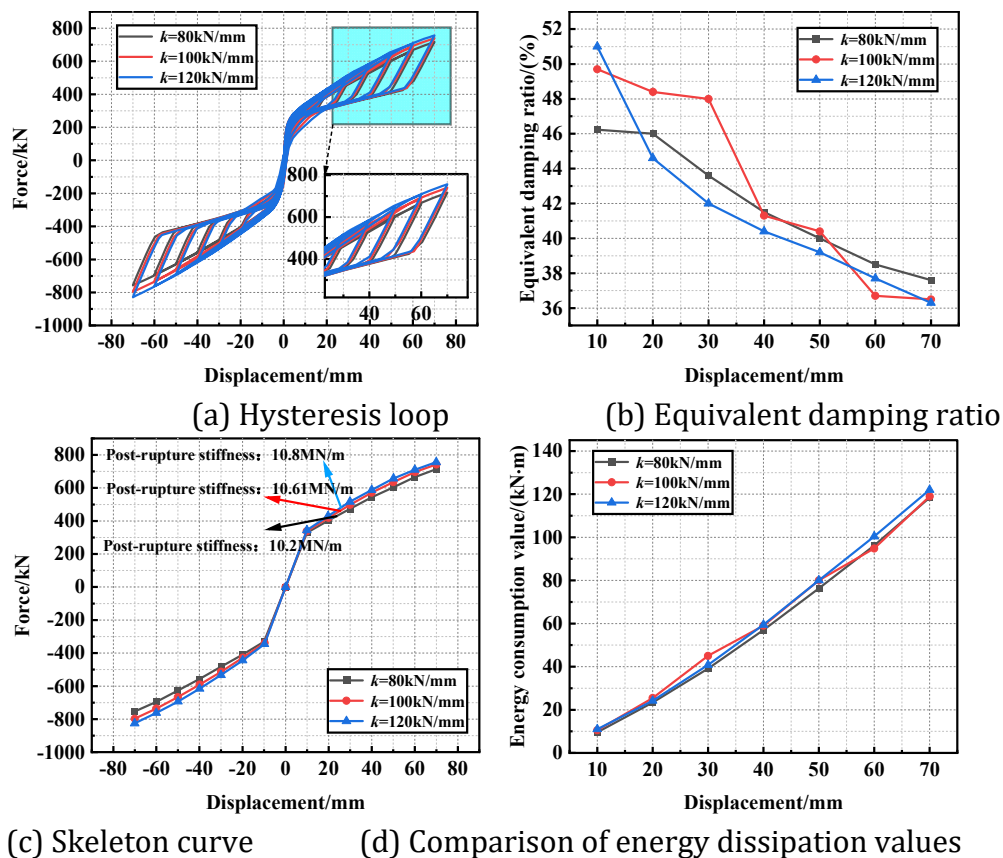 800
600
400
200
0
-200
-400
-600
-800
-1000
Force/kN
k=80kN/mm
k=100kN/mm
k=120kN/mm
800
600
400
40 60
-80 -60 -40 -20 0 20 40 60 80
Displacement/mm
(a) Hysteresis loop
52
50
48
46
44
42
40
38
36
Equivalent damping ratio/(%)
k=80kN/mm
k=100kN/mm
k=120kN/mm
10 20 30 40 50 60 70
Displacement/mm
(b) Equivalent damping ratio
800
600
400
200
0
-200
-400
-600
-800
-1000
Force/kN
Post-rupture stiffness：10.8MN/m
Post-rupture stiffness：10.61MN/m
Post-rupture stiffness：10.2MN/m
k=80kN/mm
k=100kN/mm
k=120kN/mm
-80 -60 -40 -20 0 20 40 60 80
Displacement/mm
(c) Skeleton curve
140
120
100
80
60
40
20
0
Energy consumption value/(kN·m)
k=80kN/mm
k=100kN/mm
k=120kN/mm
10 20 30 40 50 60 70
Displacement/mm
(d) Comparison of energy dissipation values